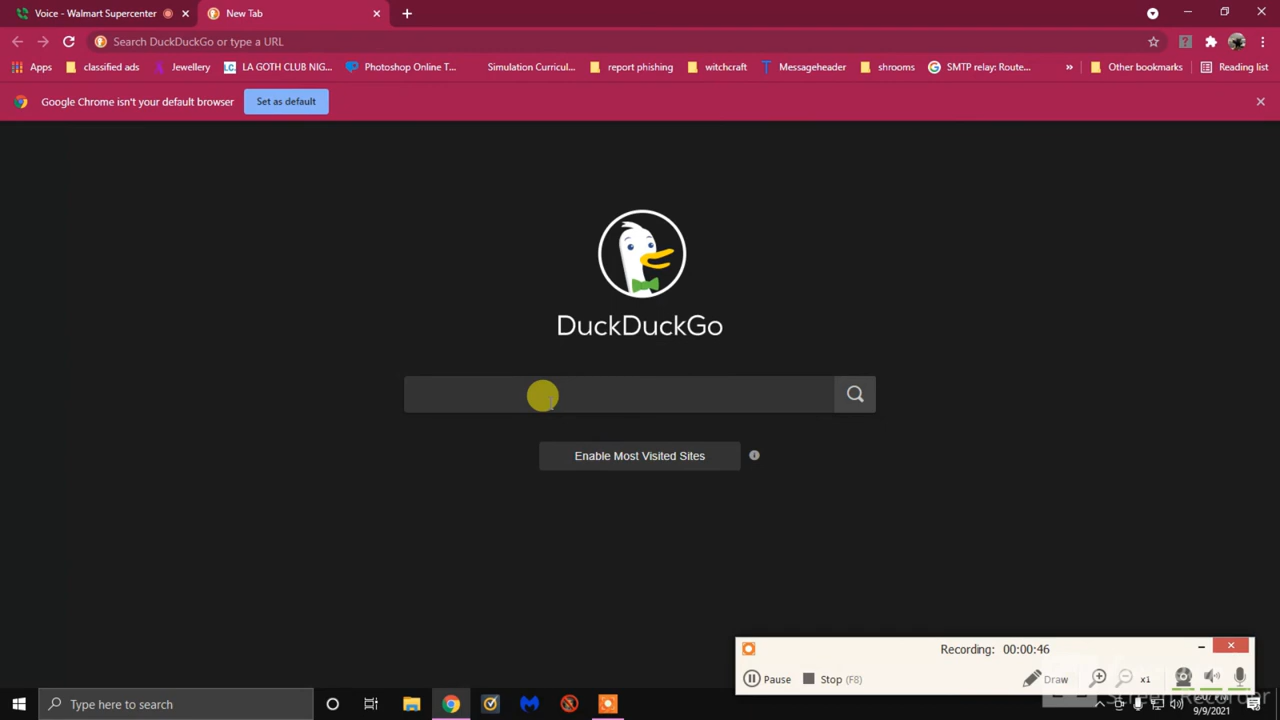 Voice - Walmart Supercenter
New Tab
Search DuckDuckGo or type a URL
Apps
classified ads
Jewellery
LA GOTH CLUB NIG...
Photoshop Online T...
Simulation Curricul...
report phishing
witchcraft
Messageheader
shrooms
SMTP relay: Route...
»
Other bookmarks
Reading list
Google Chrome isn't your default browser
Set as default
DuckDuckGo
Enable Most Visited Sites
Recording: 00:00:46
Pause
Stop (F8)
Draw
x1
Screen Recorder
Type here to search
9/9/2021